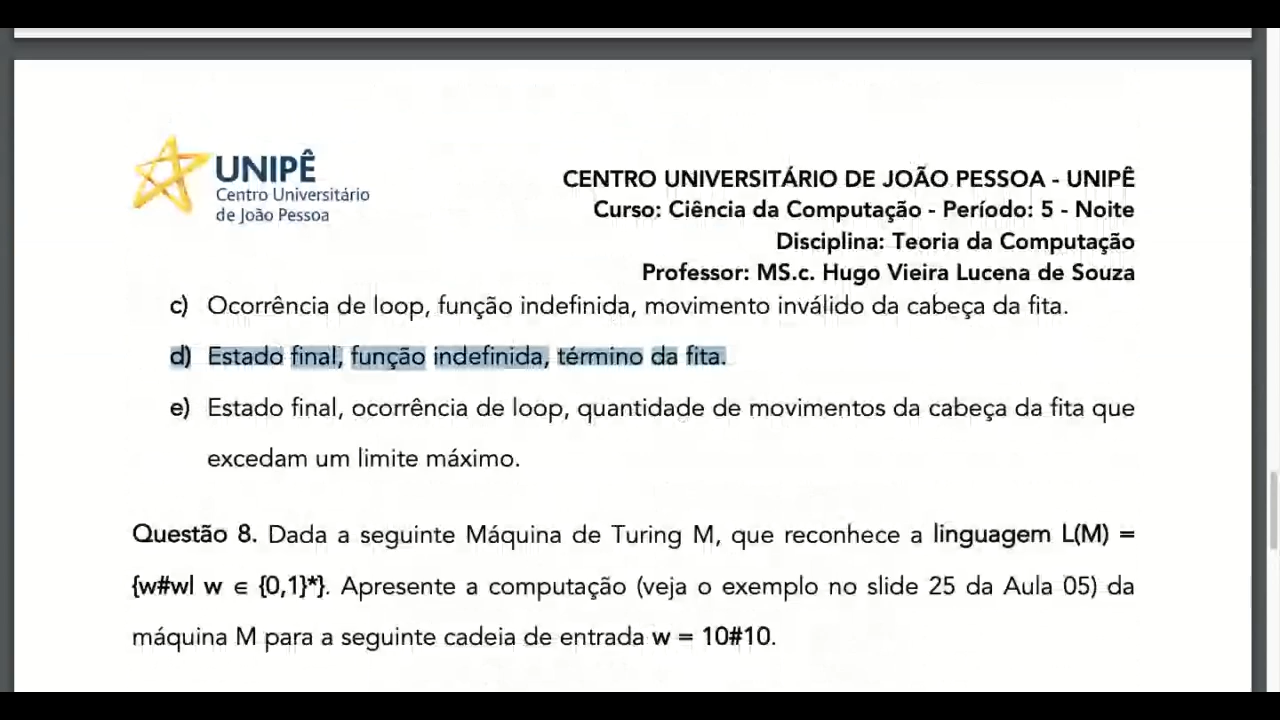 UNIPÊ
Centro Universitário
de João Pessoa
CENTRO UNIVERSITÁRIO DE JOÃO PESSOA - UNIPÊ
Curso: Ciência da Computação - Período: 5 - Noite
Disciplina: Teoria da Computação
Professor: MS.c. Hugo Vieira Lucena de Souza
c) Ocorrência de loop, função indefinida, movimento inválido da cabeça da fita.
d) Estado final, função indefinida, término da fita.
e) Estado final, ocorrência de loop, quantidade de movimentos da cabeça da fita que
excedam um limite máximo.
Questão 8. Dada a seguinte Máquina de Turing M, que reconhece a linguagem L(M) =
{w#w| w ∈ {0,1}*}. Apresente a computação (veja o exemplo no slide 25 da Aula 05) da
máquina M para a seguinte cadeia de entrada w = 10#10.